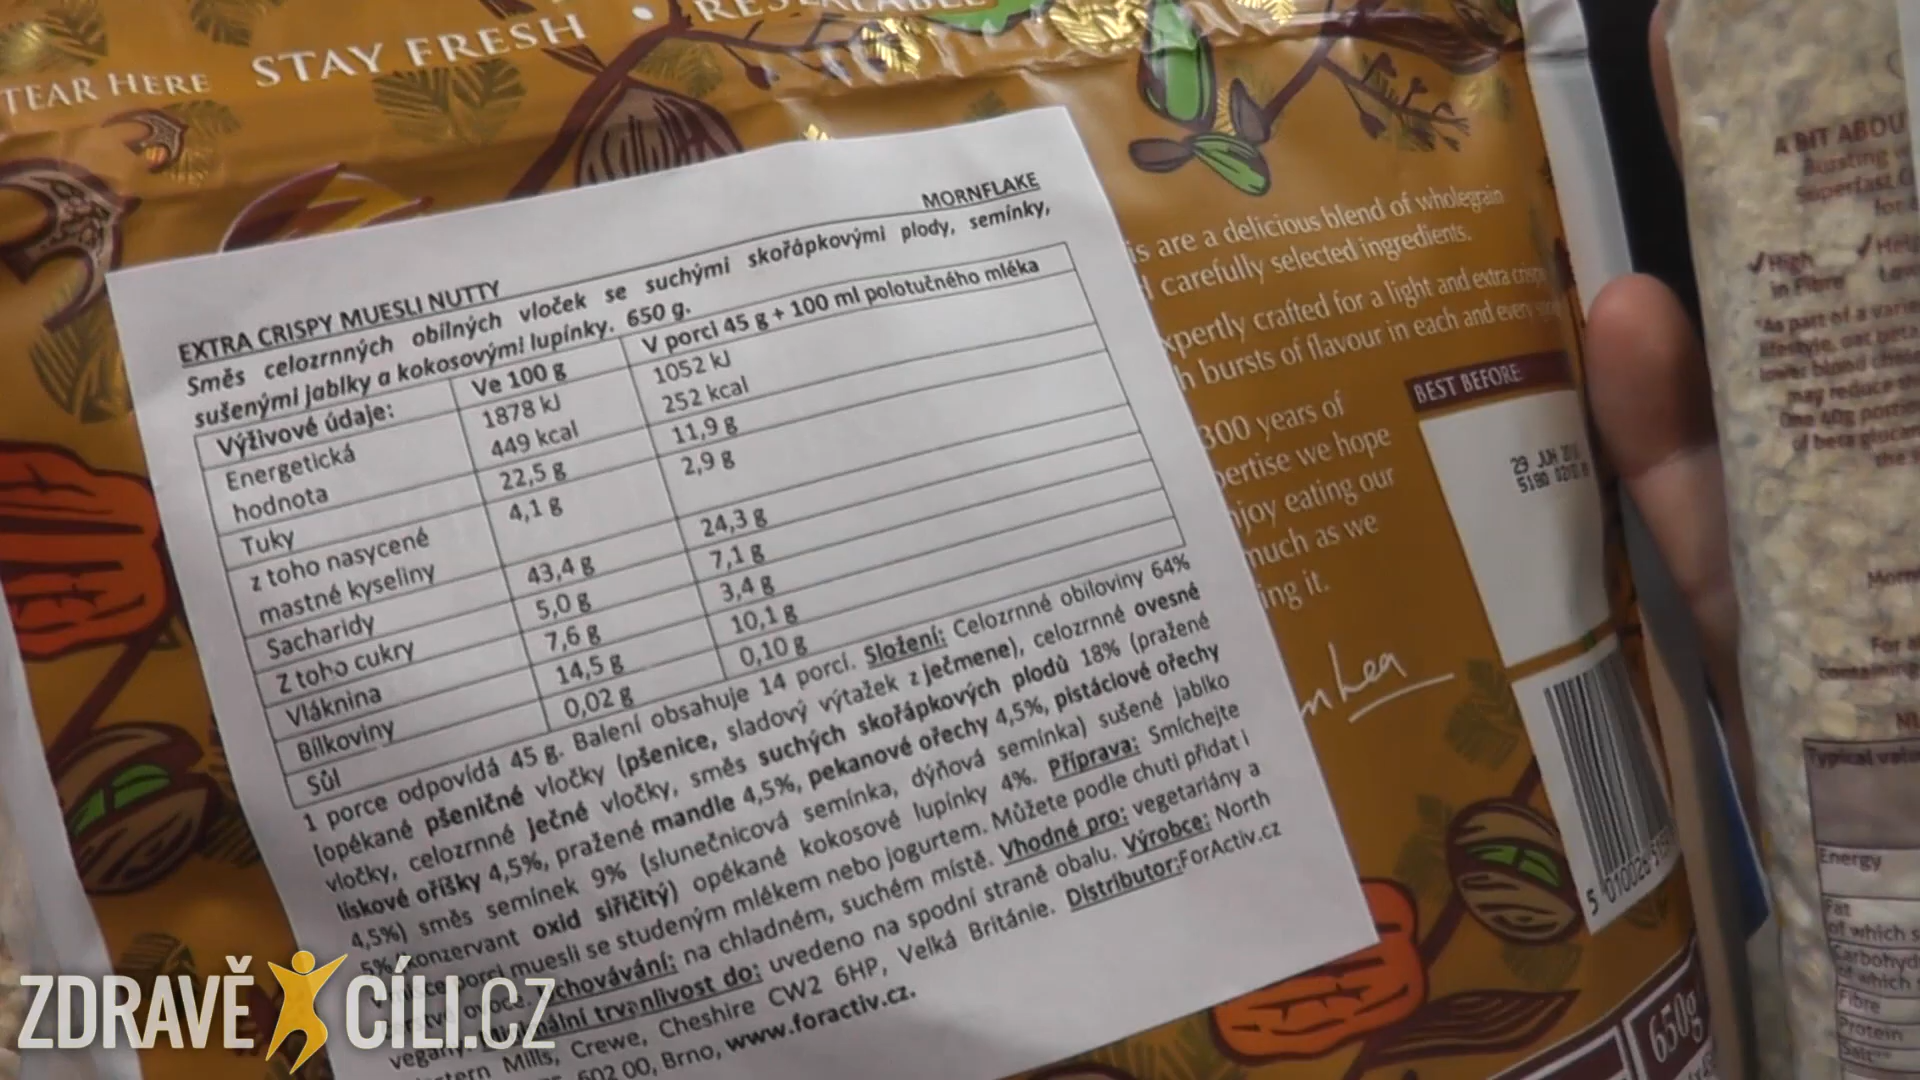 TEAR HERE STAY FRESH •
MORNFLAKE
EXTRA CRISPY MUESLI NUTTY
Směs celozrnných obilných vloček se suchými skořápkovými plody, semínky,
sušenými jablky a kokosovými lupínky. 650 g.
Výživové údaje: Ve 100 g V porci 45 g + 100 ml polotučného mléka
Energetická 1878 kJ 1052 kJ
hodnota 449 kcal 252 kcal
Tuky 22,5 g 11,9 g
z toho nasycené 4,1 g 2,9 g
mastné kyseliny
Sacharidy 43,4 g 24,3 g
Z toho cukry 5,0 g 7,1 g
Vláknina 7,6 g 3,4 g
Bílkoviny 14,5 g 10,1 g
Sůl 0,02 g 0,10 g
1 porce odpovídá 45 g. Balení obsahuje 14 porcí. Složení: Celozrnné obiloviny 64%
(opékané pšeničné vločky (pšenice, sladový výtažek z ječmene), celozrnné ovesné
vločky, celozrnné ječné vločky, směs suchých skořápkových plodů 18% (pražené
lískové oříšky 4,5%, pražené mandle 4,5%, pekanové ořechy 4,5%, pistáciové ořechy
4,5%) směs semínek 9% (slunečnicová semínka, dýňová semínka) sušené jablko
5% konzervant oxid siřičitý) opékané kokosové lupínky 4%. Příprava: Smíchejte
porci muesli se studeným mlékem nebo jogurtem. Můžete podle chuti přidat i
ovoce. chovávání: na chladném, suchém místě. Vhodné pro: vegetariány a
vegany. trvanlivost do: uvedeno na spodní straně obalu. Výrobce: North
Mills, Crewe, Cheshire CW2 6HP, Velká Británie. Distributor:ForActiv.cz
602 00, Brno, www.foractiv.cz.
is are a delicious blend of wholegrain
carefully selected ingredients.
xpertly crafted for a light and extra crisp
h bursts of flavour in each and every
300 years of
pertise we hope
njoy eating our
much as we
ing it.
BEST BEFORE
29 JUN
650g
A BIT ABOU
Bursting
Superfast
for
High
in Fibre
Typical
Energy
Fat
of which s
Carbohyd
of which
Fibre
Protein
Salt
ZDRAVĚ CÍLI.CZ